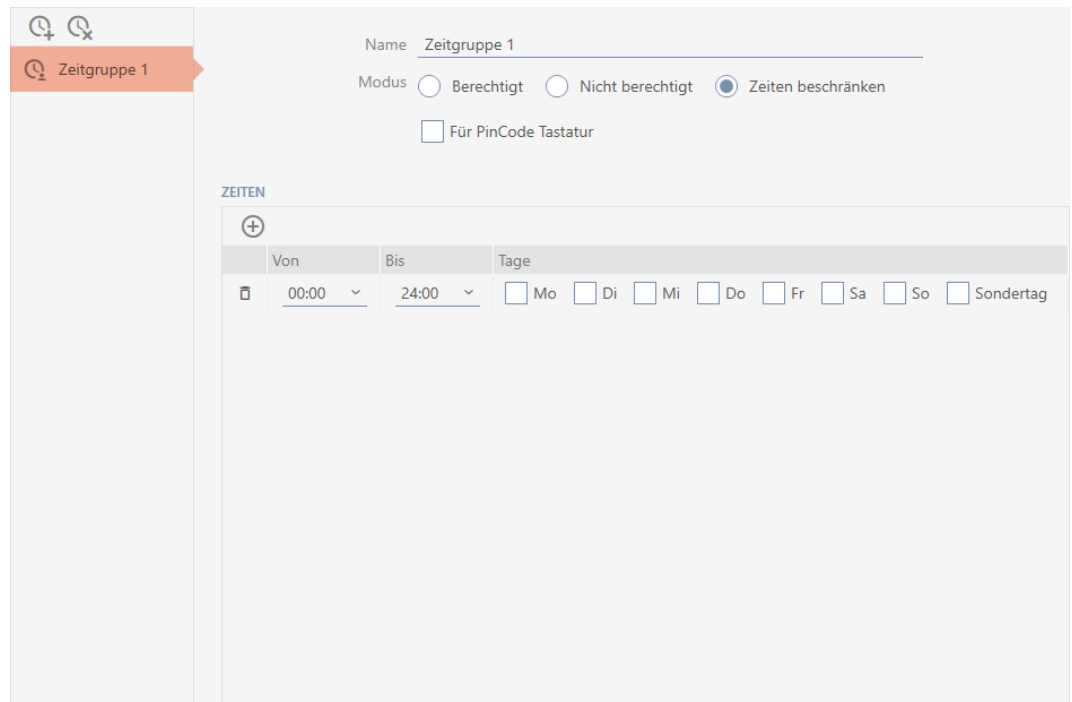 Zeitgruppe 1
Name Zeitgruppe 1
Modus Berechtigt Nicht berechtigt Zeiten beschränken
Für PinCode Tastatur
ZEITEN
Von Bis Tage
00:00 24:00 Mo Di Mi Do Fr Sa So Sondertag